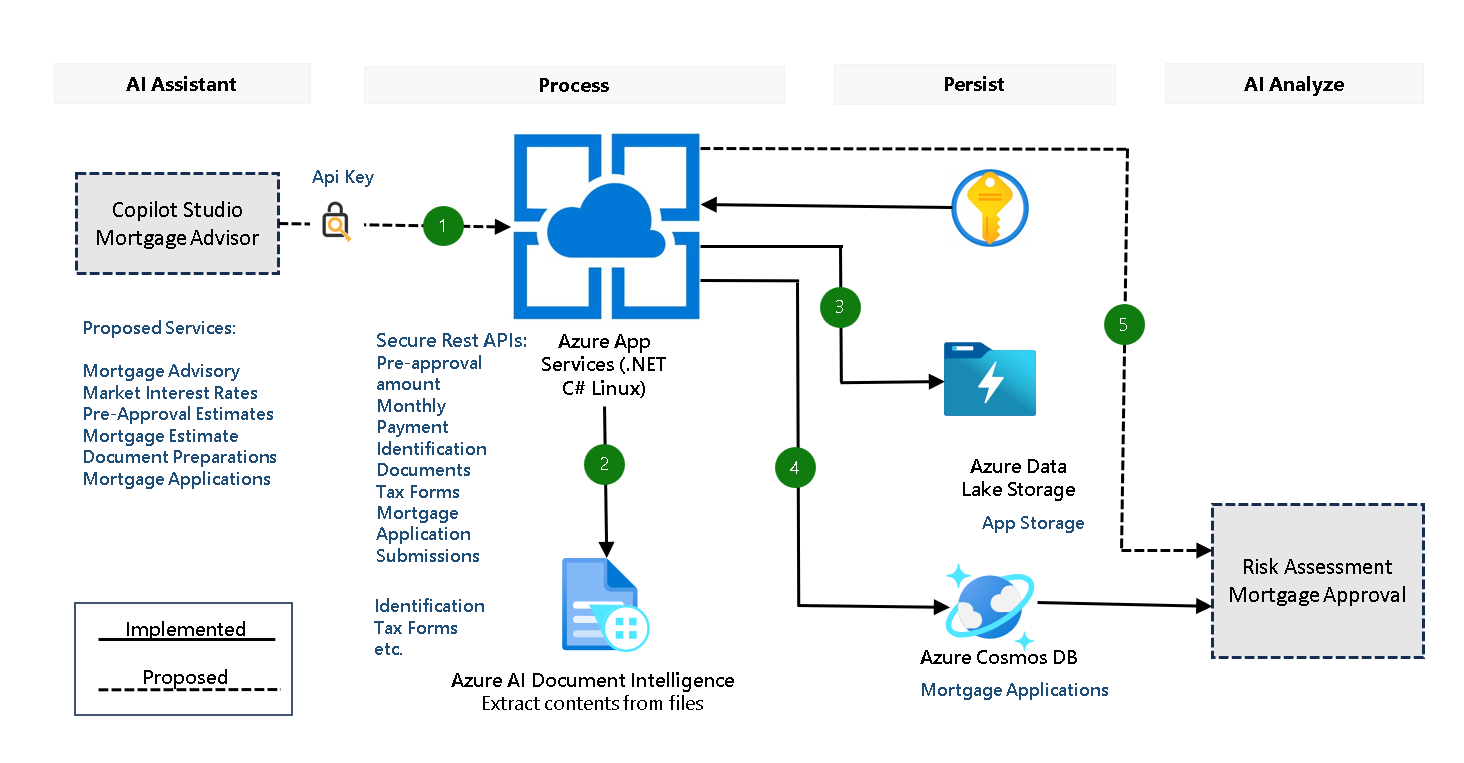 AI Assistant
Process
Persist
AI Analyze
Api Key
Copilot Studio
Mortgage Advisor
1
Proposed Services:
Mortgage Advisory
Market Interest Rates
Pre-Approval Estimates
Mortgage Estimate
Document Preparations
Mortgage Applications
Implemented
Proposed
Azure App
Services (.NET
C# Linux)
Secure Rest APIs:
Pre-approval
amount
Monthly
Payment
Identification
Documents
Tax Forms
Mortgage
Application
Submissions
Identification
Tax Forms
etc.
2
Azure AI Document Intelligence
Extract contents from files
3
4
Azure Data
Lake Storage
App Storage
Azure Cosmos DB
Mortgage Applications
5
Risk Assessment
Mortgage Approval